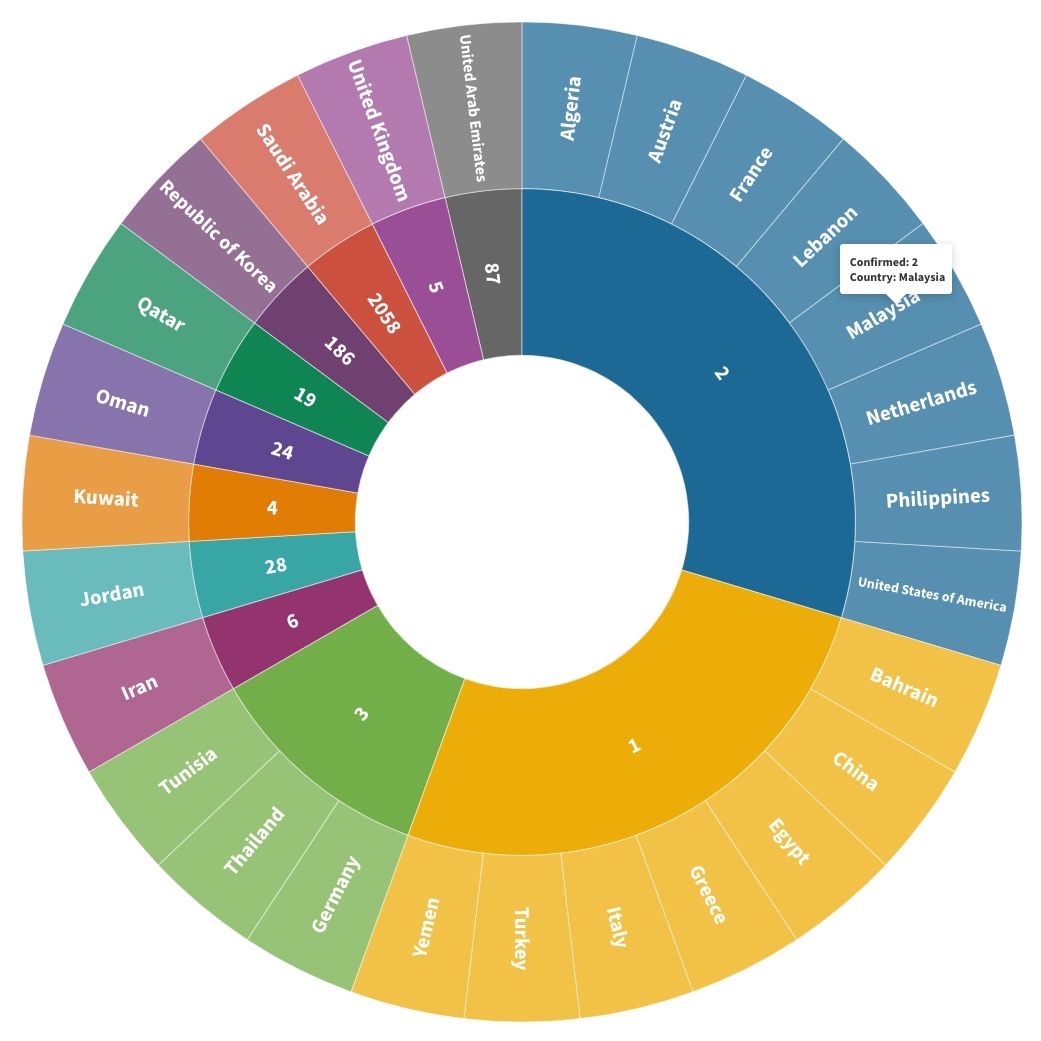 Algeria
Austria
France
Lebanon
Malaysia
Confirmed: 2
Country: Malaysia
Netherlands
Philippines
United States of America
2
Bahrain
China
Egypt
Greece
Italy
Turkey
Yemen
1
Germany
Thailand
Tunisia
3
Iran
6
Jordan
28
Kuwait
4
Oman
24
Qatar
19
Republic of Korea
186
Saudi Arabia
2058
United Kingdom
5
United Arab Emirates
87